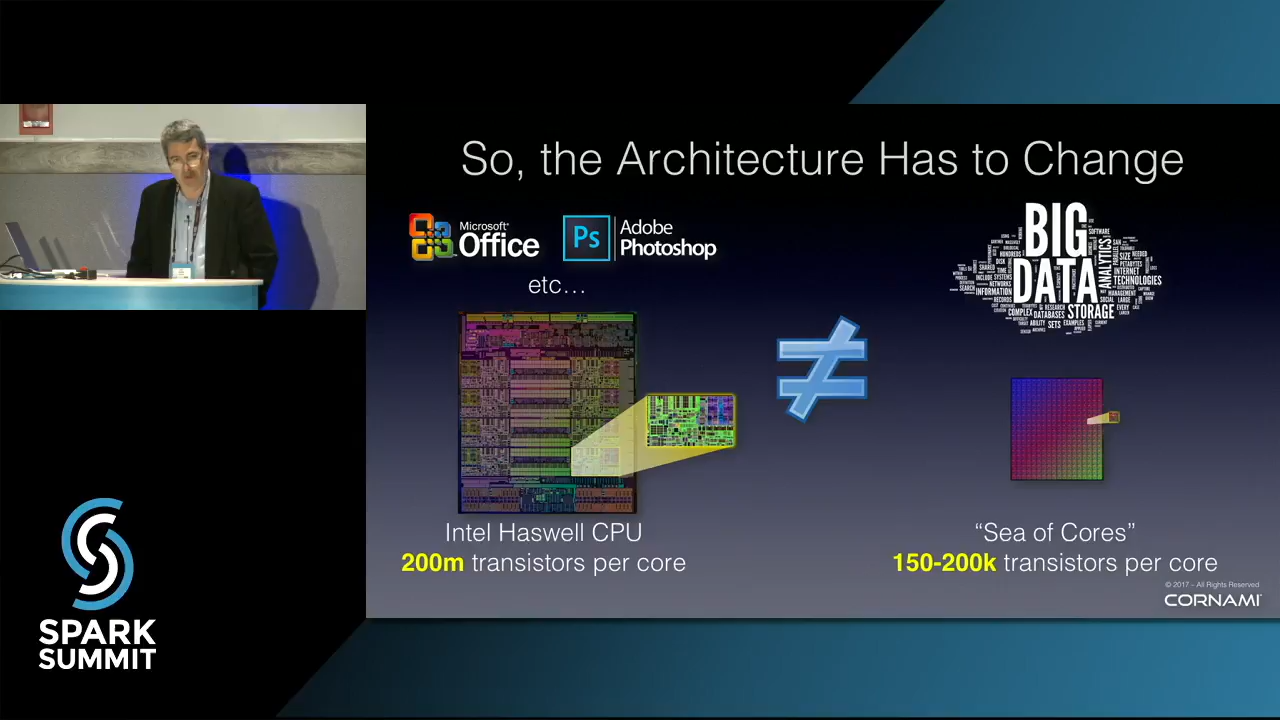 So, the Architecture Has to Change
Microsoft®
Office
Ps
Adobe
Photoshop
etc...
BIG
DATA
ANALYTICS
STORAGE
SOFTWARE
INTERNET
TECHNOLOGIES
INFORMATION
COMPLEX
DATABASES
≠
Intel Haswell CPU
200m transistors per core
“Sea of Cores”
150-200k transistors per core
© 2017 – All Rights Reserved
CORNAMI
SPARK
SUMMIT